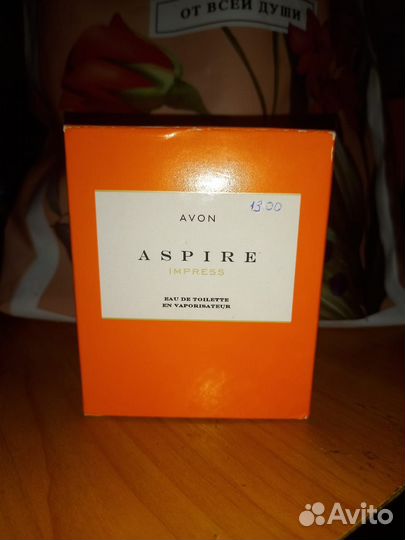 ОТ ВСЕЙ ДУШИ
1300
AVON
ASPIRE
IMPRESS
EAU DE TOILETTE
EN VAPORISATEUR
Avito